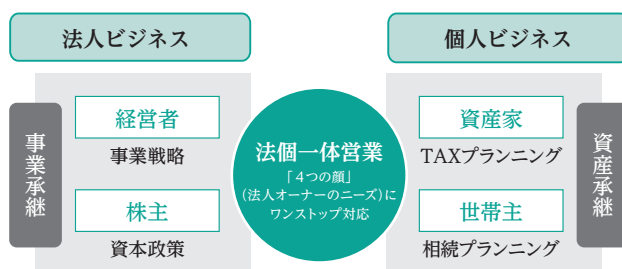 法人ビジネス
個人ビジネス
事業承継
経営者
事業戦略
株主
資本政策
法個一体営業
「4つの顔」
(法人オーナーのニーズ)に
ワンストップ対応
資産家
TAXプランニング
世帯主
相続プランニング
資産承継